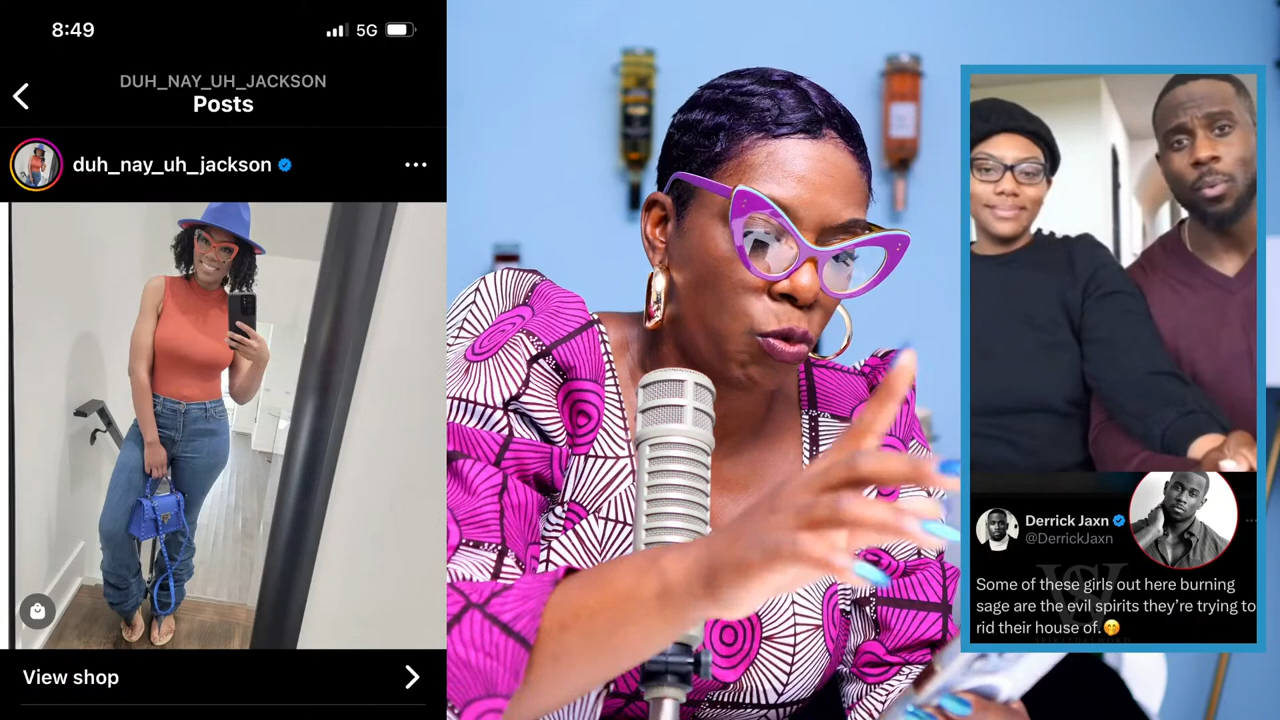 8:49
5G
DUH_NAY_UH_JACKSON
Posts
duh_nay_uh_jackson
View shop
Derrick Jaxn
@DerrickJaxn
Some of these girls out here burning
sage are the evil spirits they're trying to
rid their house of.🤭